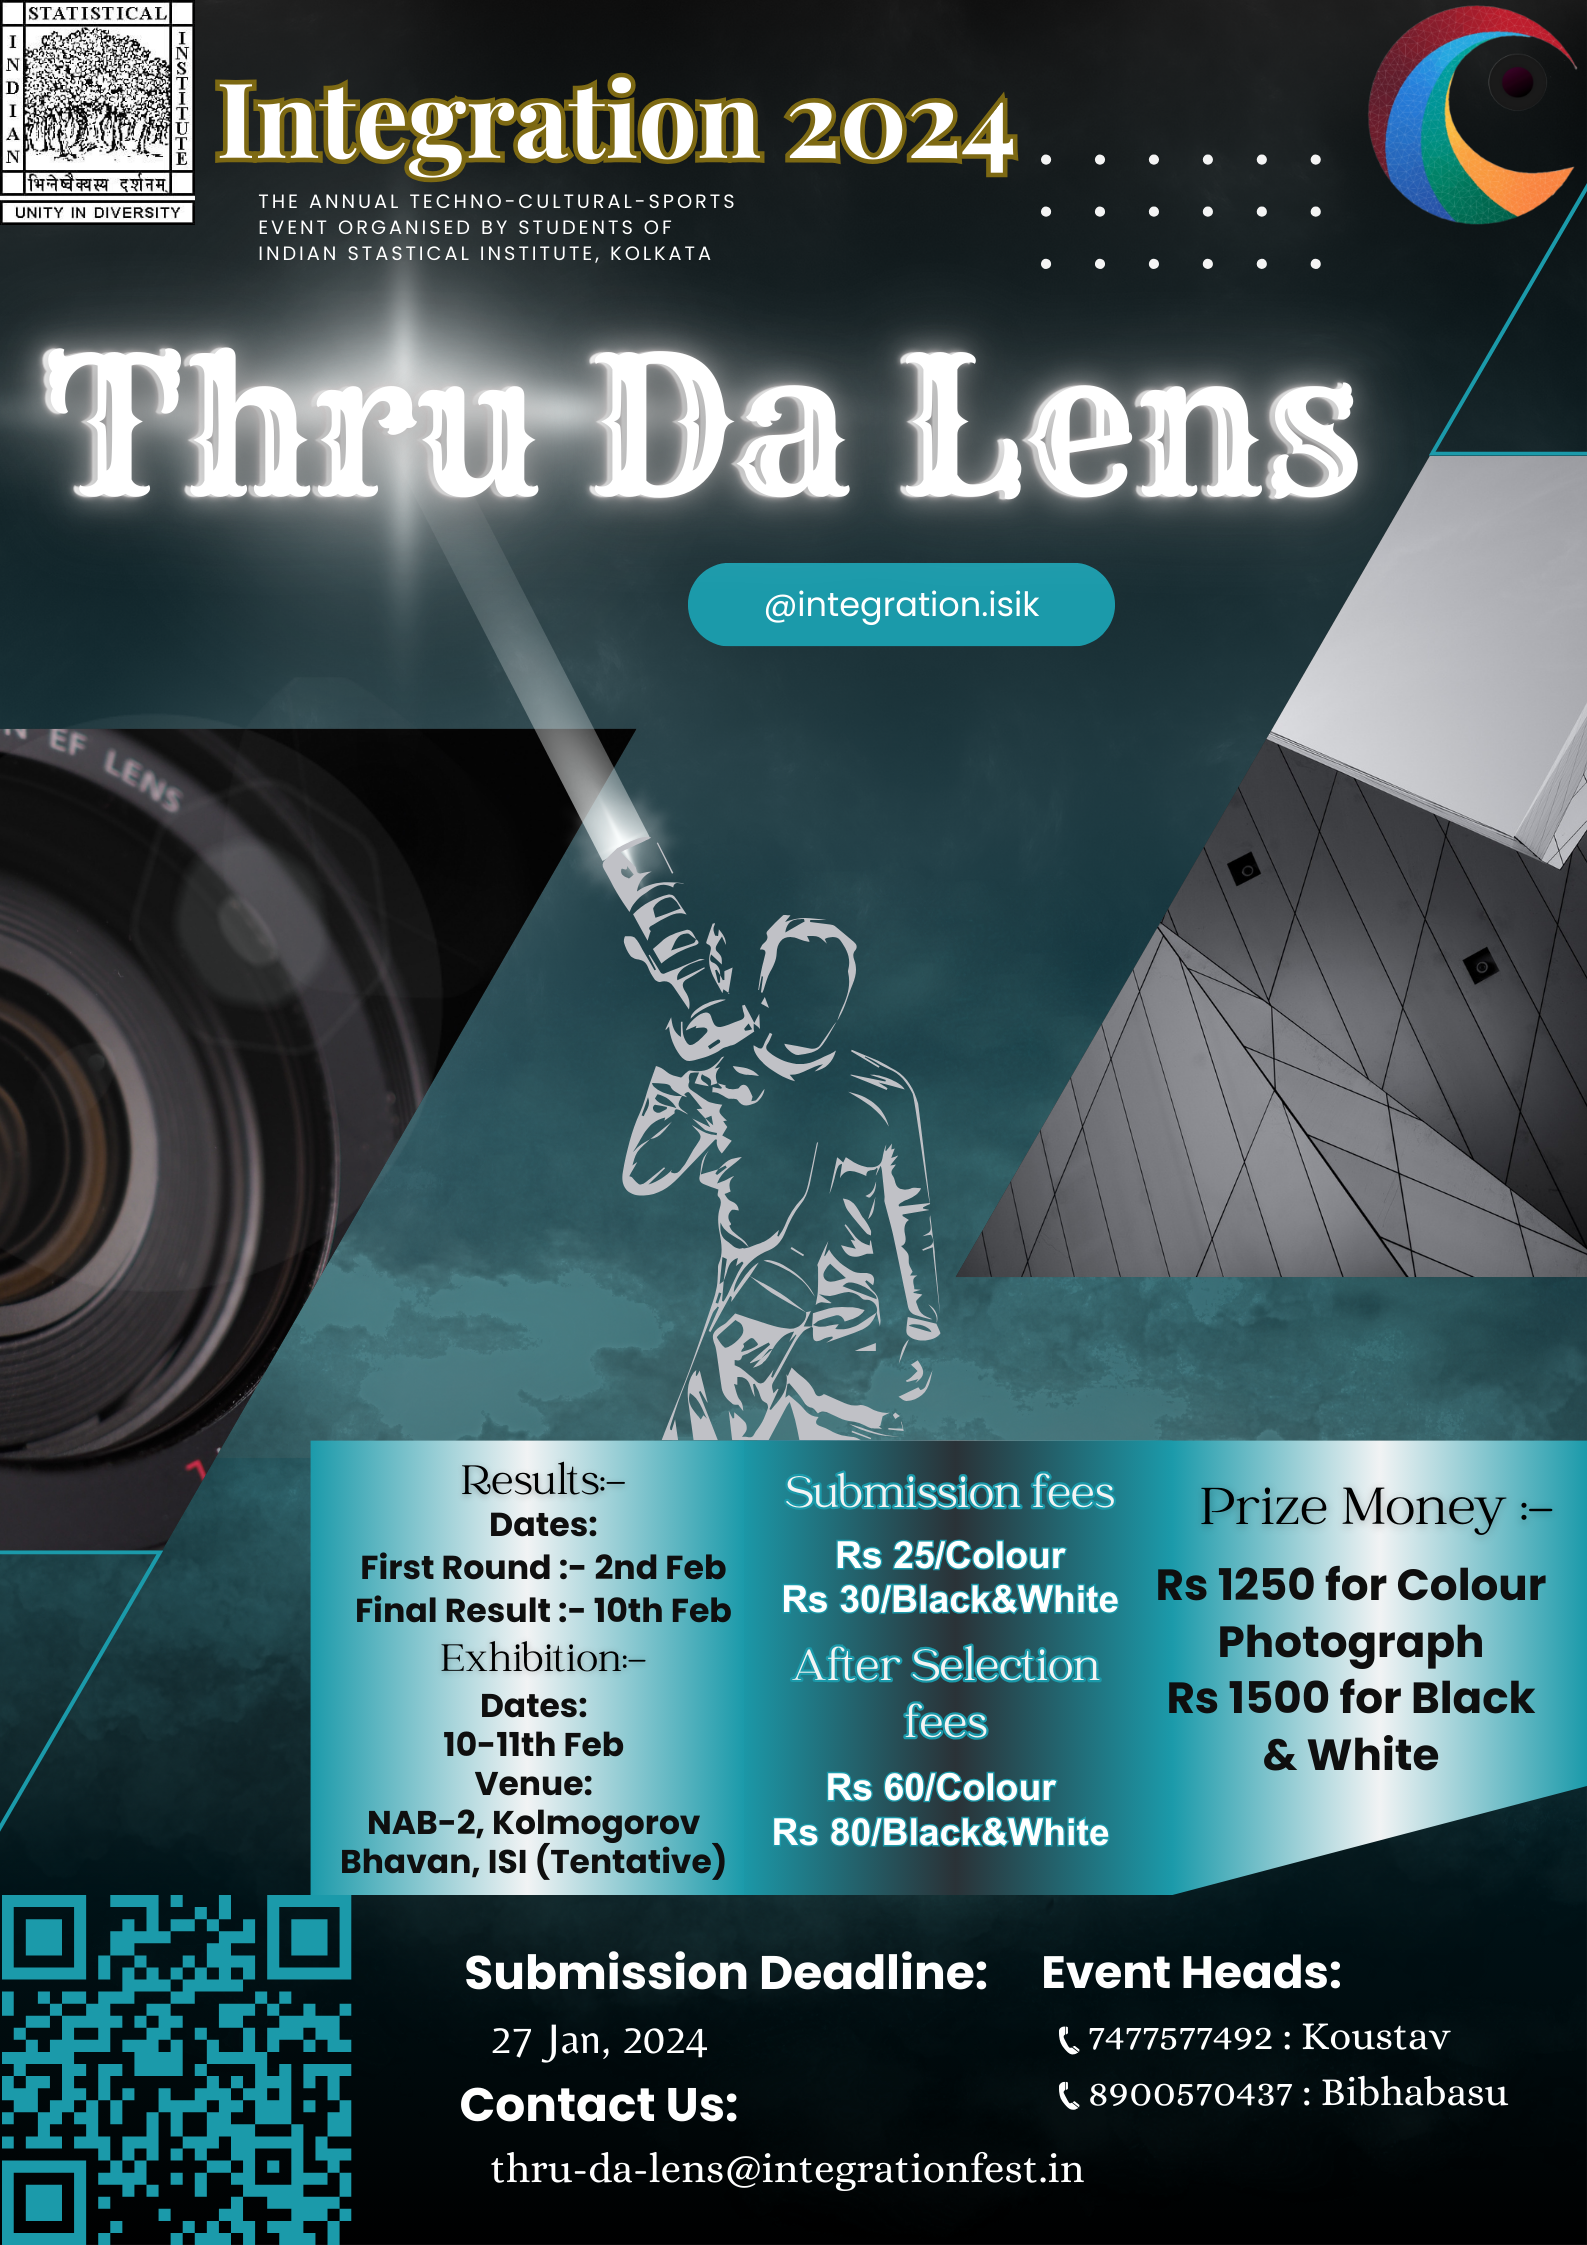 STATISTICAL
INDIAN
INSTITUTE
भिन्नेष्वैक्यस्य दर्शनम्
UNITY IN DIVERSITY
Integration 2024
THE ANNUAL TECHNO-CULTURAL-SPORTS
EVENT ORGANISED BY STUDENTS OF
INDIAN STASTICAL INSTITUTE, KOLKATA
Thru Da Lens
@integration.isik
EF LENS
Results:-
Dates:
First Round :- 2nd Feb
Final Result :- 10th Feb
Exhibition:-
Dates:
10-11th Feb
Venue:
NAB-2, Kolmogorov
Bhavan, ISI (Tentative)
Submission fees
Rs 25/Colour
Rs 30/Black&White
After Selection
fees
Rs 60/Colour
Rs 80/Black&White
Prize Money :-
Rs 1250 for Colour
Photograph
Rs 1500 for Black
& White
Submission Deadline:
27 Jan, 2024
Contact Us:
thru-da-lens@integrationfest.in
Event Heads:
7477577492 : Koustav
8900570437 : Bibhabasu